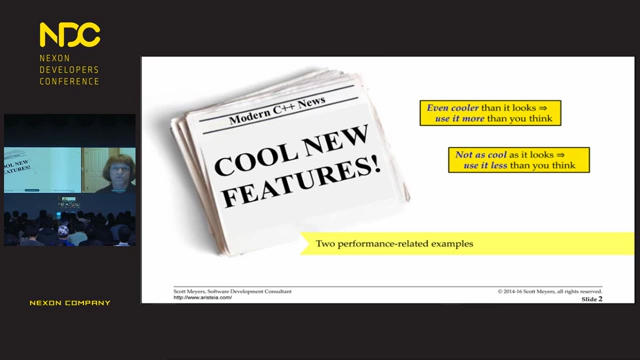 NDC
NEXON
DEVELOPERS
CONFERENCE
Modern C++ News
COOL NEW
FEATURES!
Even cooler than it looks ⇒
use it more than you think
Not as cool as it looks ⇒
use it less than you think
Two performance-related examples
Scott Meyers, Software Development Consultant
http://www.aristeia.com/
© 2014-16 Scott Meyers, all rights reserved.
Slide 2
NEXON COMPANY
FEATURES!